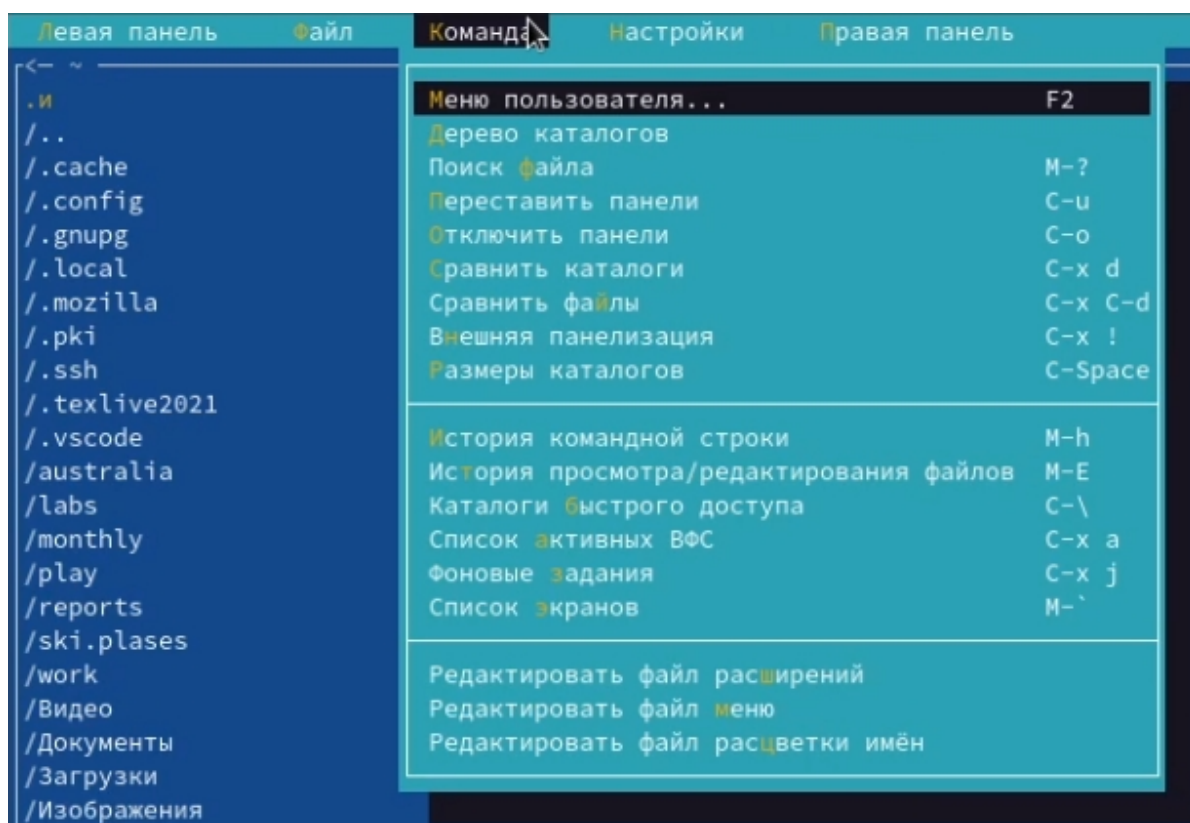 Левая панель Файл Команда Настройки Правая панель
<— ~
.и
/..
/.cache
/.config
/.gnupg
/.local
/.mozilla
/.pki
/.ssh
/.texlive2021
/.vscode
/australia
/labs
/monthly
/play
/reports
/ski.plases
/work
/Видео
/Документы
/Загрузки
/Изображения
Меню пользователя... F2
Дерево каталогов
Поиск файла M-?
Переставить панели C-u
Отключить панели C-o
Сравнить каталоги C-x d
Сравнить файлы C-x C-d
Внешняя панелизация C-x !
Размеры каталогов C-Space
История командной строки M-h
История просмотра/редактирования файлов M-E
Каталоги быстрого доступа C-\
Список активных ВФС C-x a
Фоновые задания C-x j
Список экранов M-`
Редактировать файл расширений
Редактировать файл меню
Редактировать файл расцветки имён